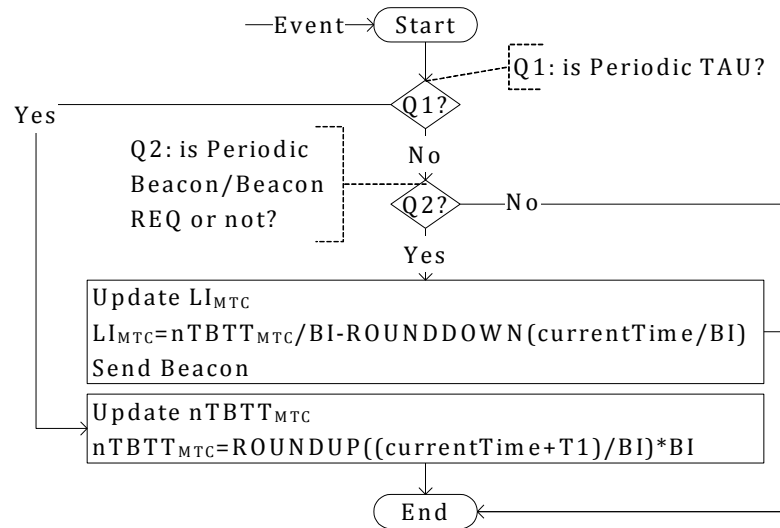 Event
Start
Q1: is Periodic TAU?
Q1?
Yes
No
Q2: is Periodic
Beacon/Beacon
REQ or not?
Q2?
No
Yes
Update LIMTC
LIMTC=nTBTTMTC/BI-ROUNDDOWN(currentTime/BI)
Send Beacon
Update nTBTTMTC
nTBTTMTC=ROUNDUP((currentTime+T1)/BI)*BI
End